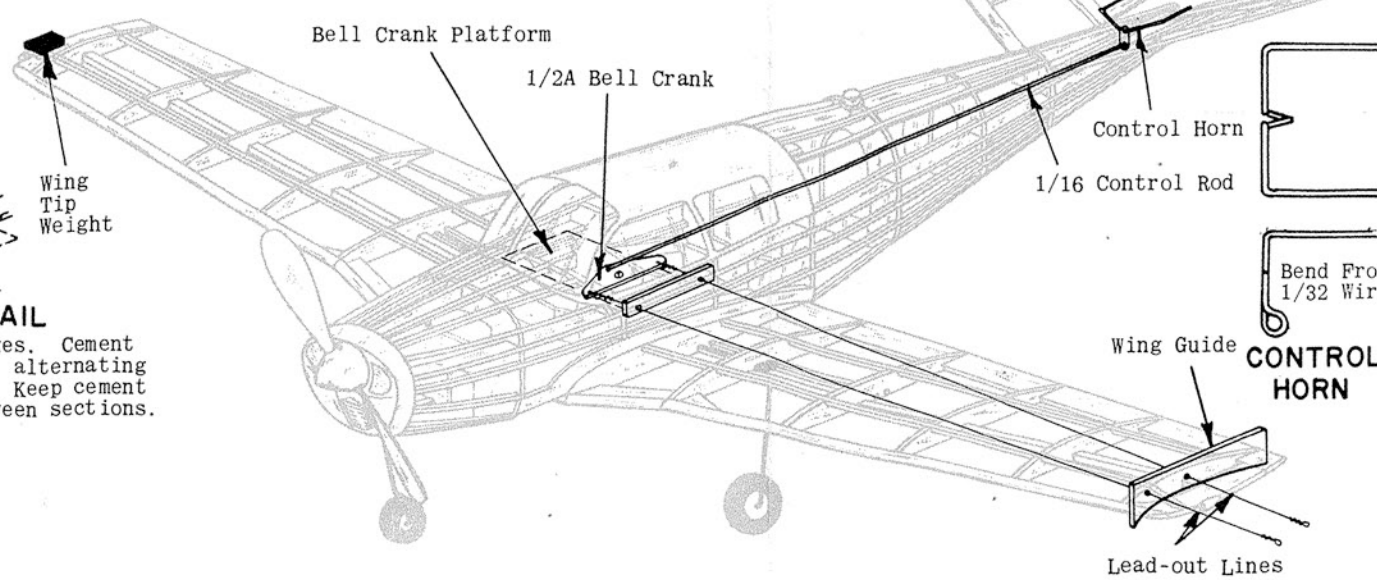 Bell Crank Platform
1/2A Bell Crank
Control Horn
1/16 Control Rod
Wing
Tip
Weight
AIL
es. Cement
alternating
Keep cement
een sections.
Bend Fro
1/32 Wir
CONTROL
HORN
Wing Guide
Lead-out Lines